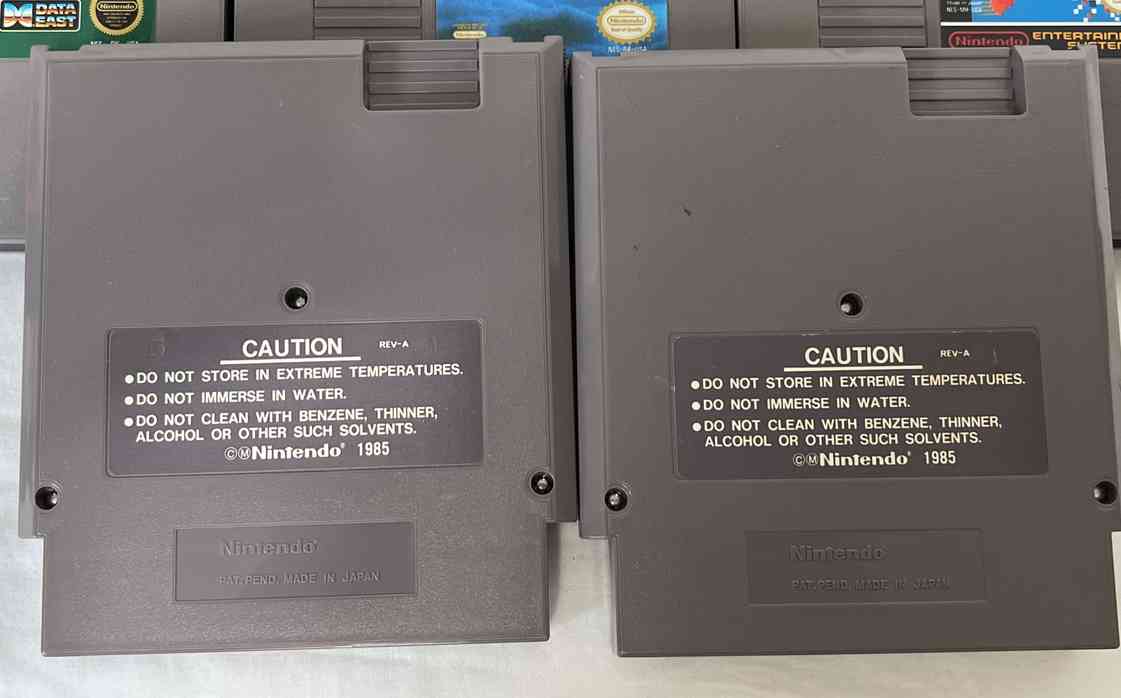 DATA
EAST
Nintendo
Nintendo
Nintendo
Nintendo
ENTERTAIN
SYSTEM
CAUTION REV-A
●DO NOT STORE IN EXTREME TEMPERATURES.
●DO NOT IMMERSE IN WATER.
●DO NOT CLEAN WITH BENZENE, THINNER,
ALCOHOL OR OTHER SUCH SOLVENTS.
©ⓂNintendo® 1985
Nintendo®
PAT. PEND. MADE IN JAPAN
CAUTION REV-A
●DO NOT STORE IN EXTREME TEMPERATURES.
●DO NOT IMMERSE IN WATER.
●DO NOT CLEAN WITH BENZENE, THINNER,
ALCOHOL OR OTHER SUCH SOLVENTS.
©ⓂNintendo® 1985
Nintendo®
PAT. PEND. MADE IN JAPAN